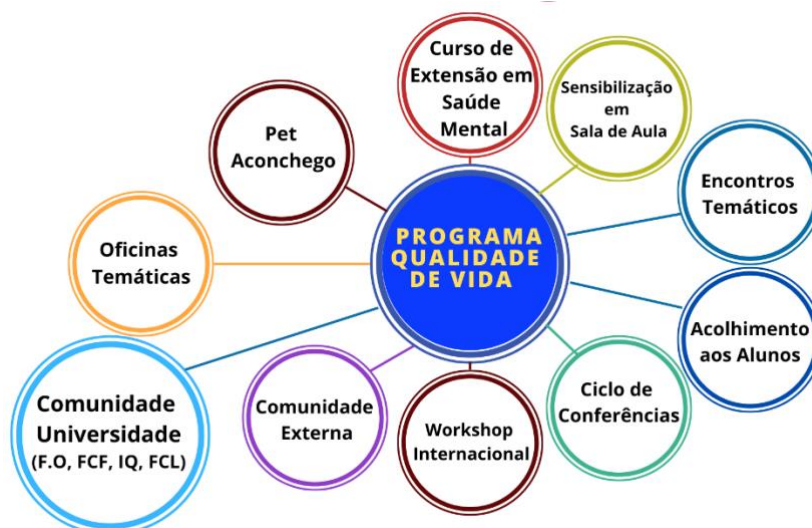 Curso de
Extensão em
Saúde
Mental
Sensibilização
em
Sala de Aula
Pet
Aconchego
Encontros
Temáticos
PROGRAMA
QUALIDADE
DE VIDA
Oficinas
Temáticas
Acolhimento
aos Alunos
Comunidade
Universidade
(F.O, FCF, IQ, FCL)
Comunidade
Externa
Workshop
Internacional
Ciclo de
Conferências